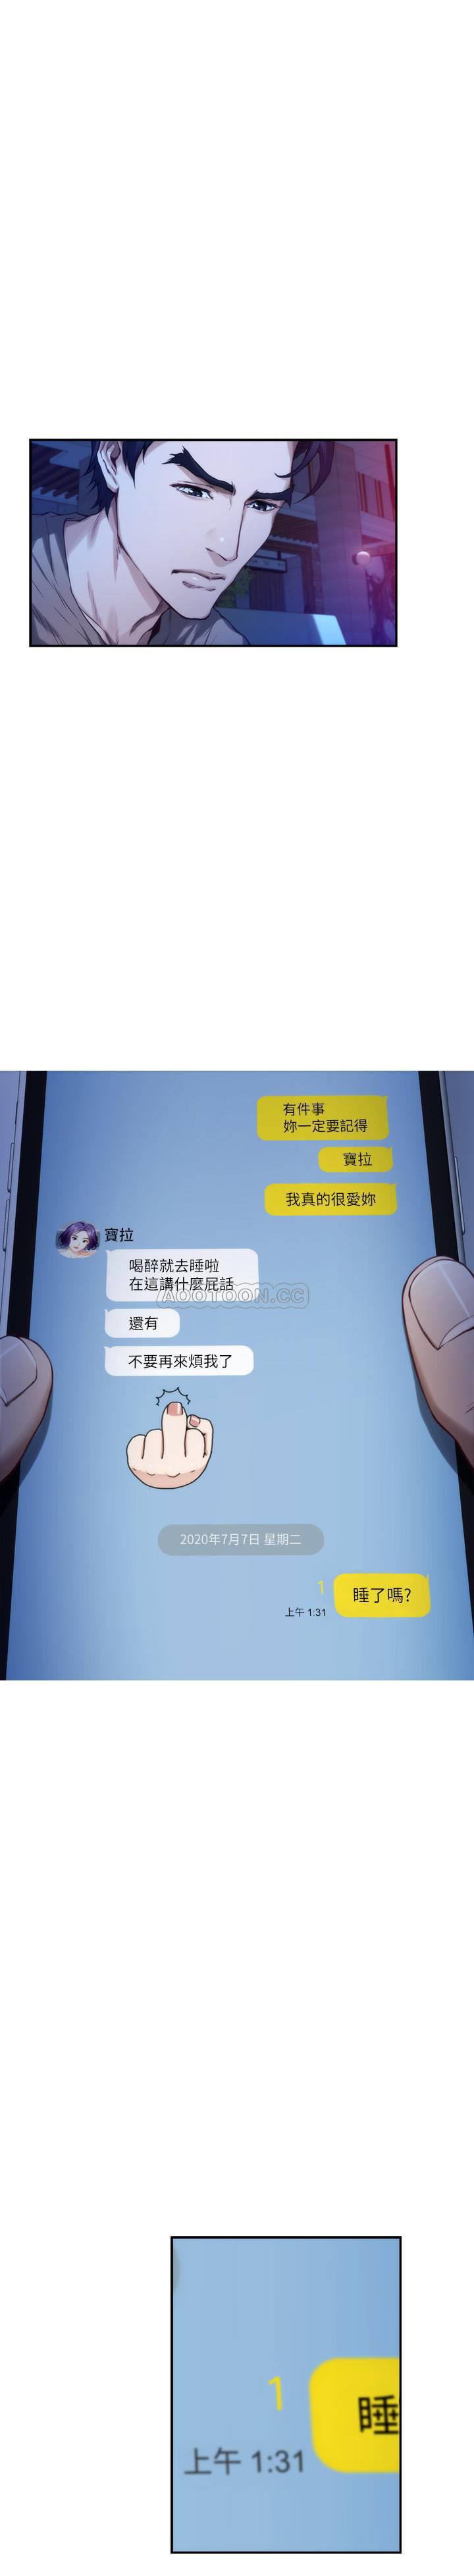 有件事
妳一定要記得
寶拉
我真的很愛妳
寶拉
喝醉就去睡啦
在這講什麼屁話
AOOTOON.CC
還有
不要再來煩我了
2020年7月7日 星期二
1
睡了嗎?
上午 1:31
1
睡
上午 1:31